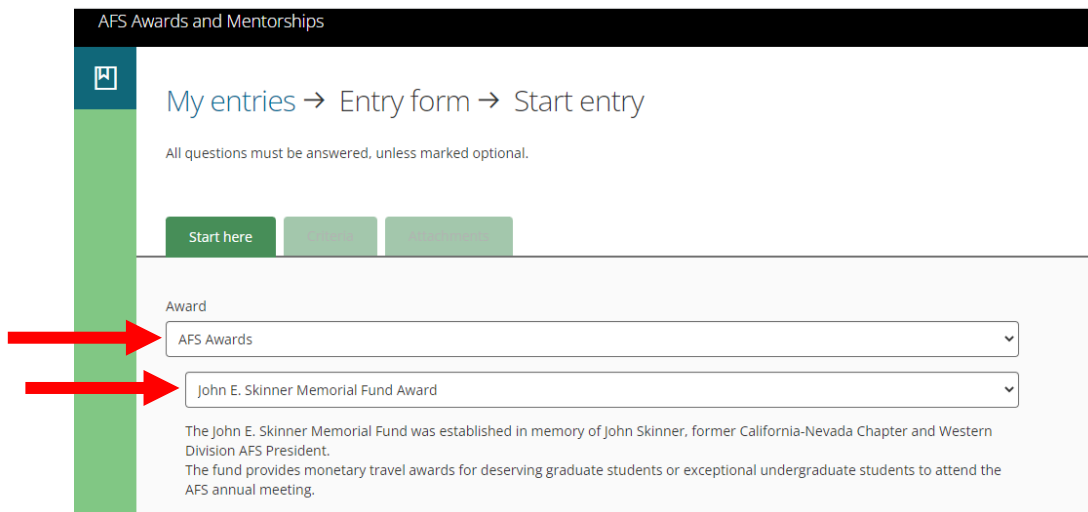 AFS Awards and Mentorships
My entries → Entry form → Start entry
All questions must be answered, unless marked optional.
Start here Criteria Attachments
Award
AFS Awards
John E. Skinner Memorial Fund Award
The John E. Skinner Memorial Fund was established in memory of John Skinner, former California-Nevada Chapter and Western
Division AFS President.
The fund provides monetary travel awards for deserving graduate students or exceptional undergraduate students to attend the
AFS annual meeting.